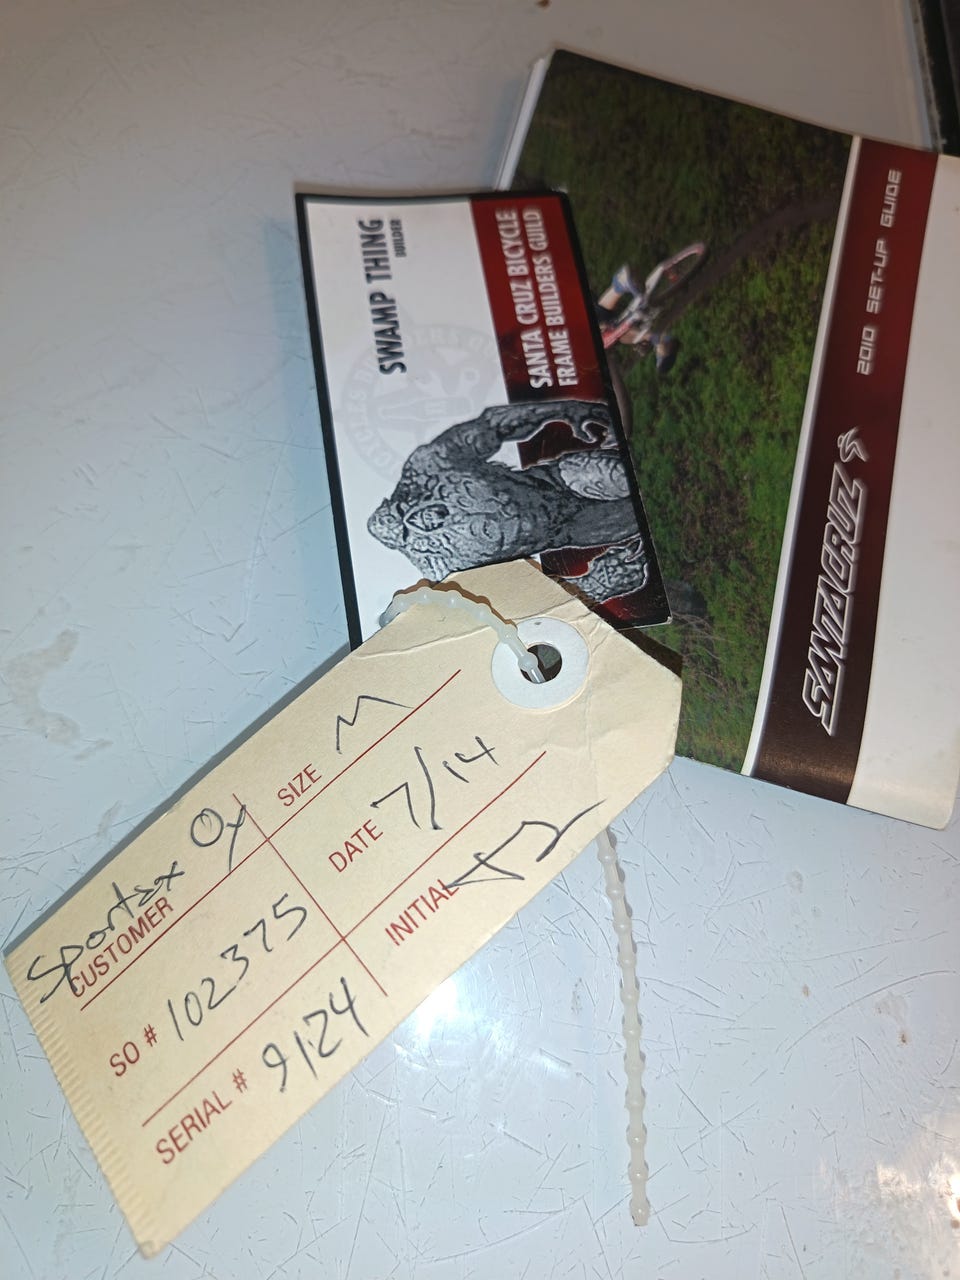 2010 SET-UP GUIDE
SANTACRUZ
SWAMP THING
BUILDER
SANTA CRUZ BICYCLE
FRAME BUILDERS GUILD
Sportax Oy
CUSTOMER
SIZE M
SO # 102375
DATE 7/14
SERIAL # 9124
INITIAL